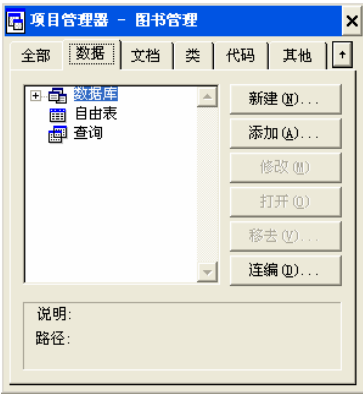 项目管理器 - 图书管理
全部 数据 文档 类 代码 其他
数据库
自由表
查询
新建(N)...
添加(A)...
修改(M)
打开(O)
移去(V)...
连编(D)...
说明:
路径: